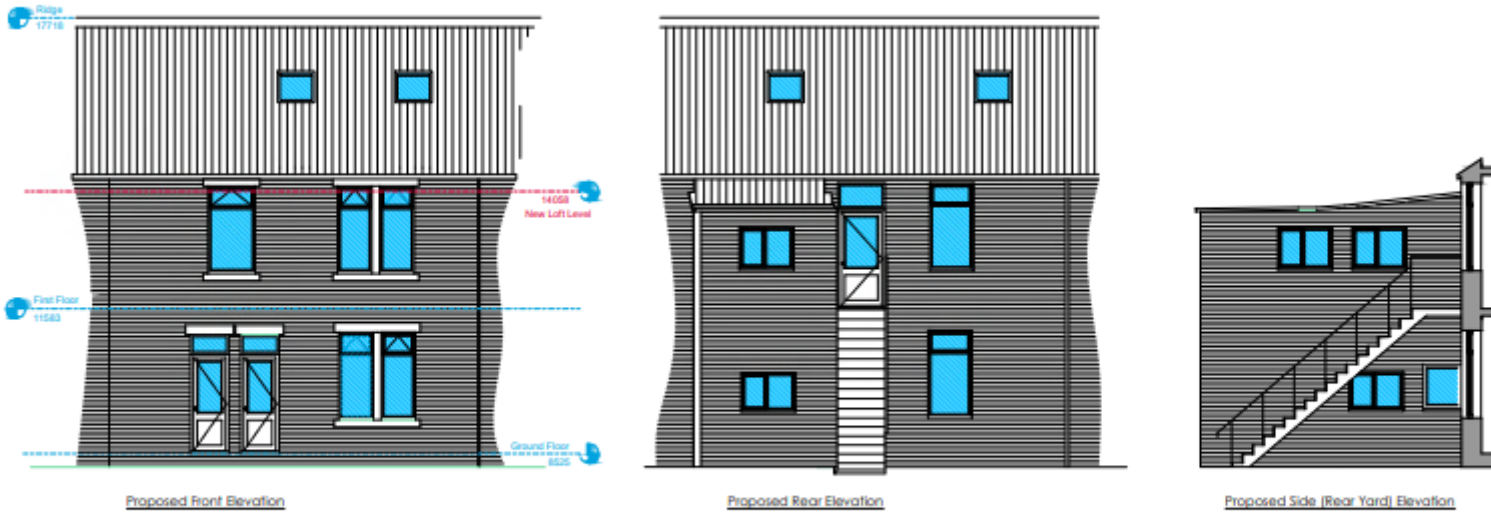 Ridge
17718
14058
New Loft Level
First Floor
11583
Ground Floor
8525
Proposed Front Elevation
Proposed Rear Elevation
Proposed Side (Rear Yard) Elevation